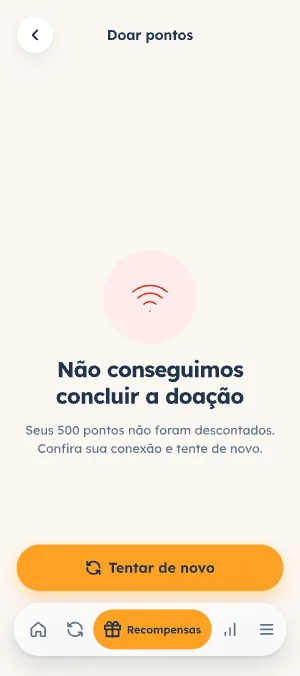 Doar pontos
Não conseguimos
concluir a doação
Seus 500 pontos não foram descontados.
Confira sua conexão e tente de novo.
Tentar de novo
Recompensas